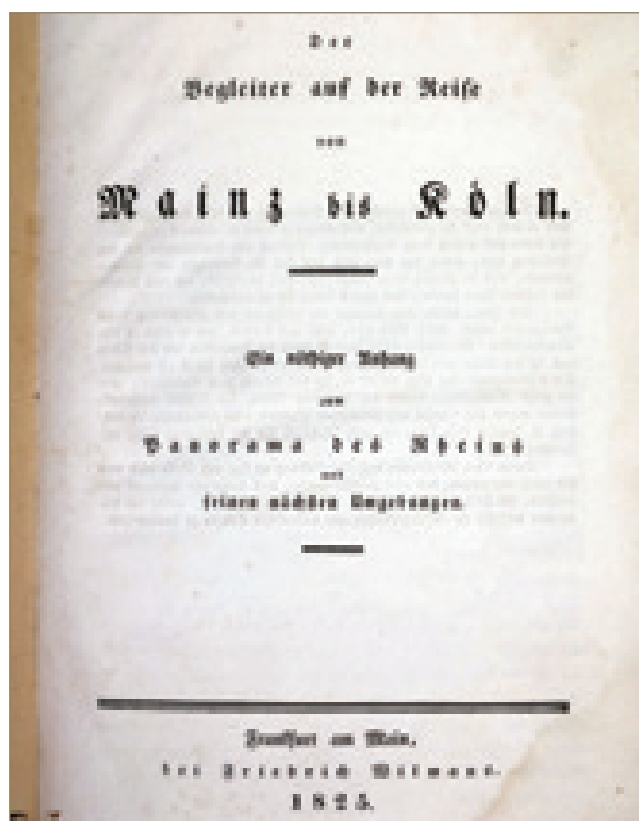 Der
Begleiter auf der Reise
von
Mainz bis Köln.
Ein nöthiger Anhang
zum
Panorama des Rheins
und
seinen nächsten Umgebungen.
Frankfurt am Main,
bei Friedrich Wilmans.
1825.